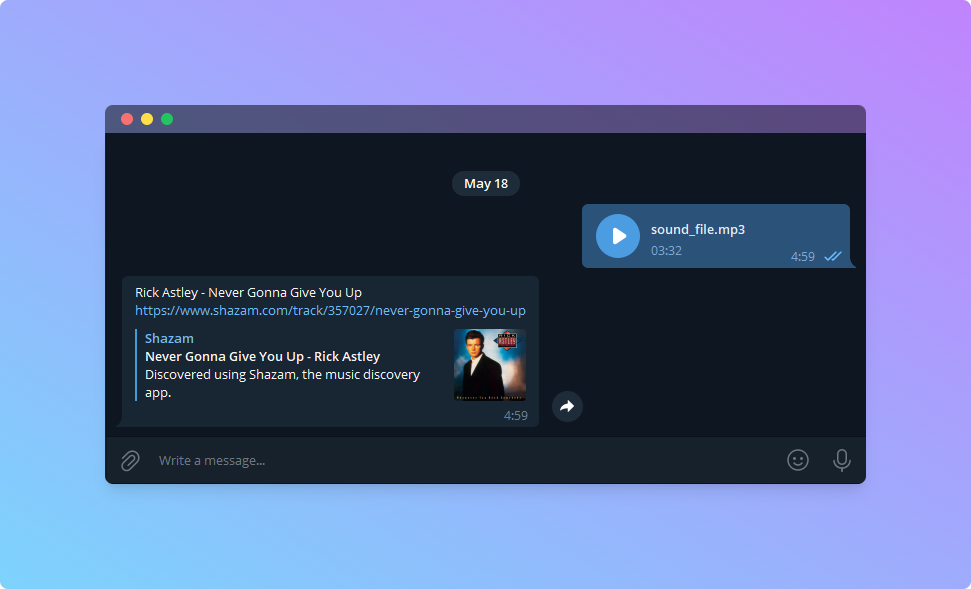 May 18
sound_file.mp3
03:32
4:59
Rick Astley - Never Gonna Give You Up
https://www.shazam.com/track/357027/never-gonna-give-you-up
Shazam
Never Gonna Give You Up - Rick Astley
Discovered using Shazam, the music discovery
app.
4:59
Write a message...